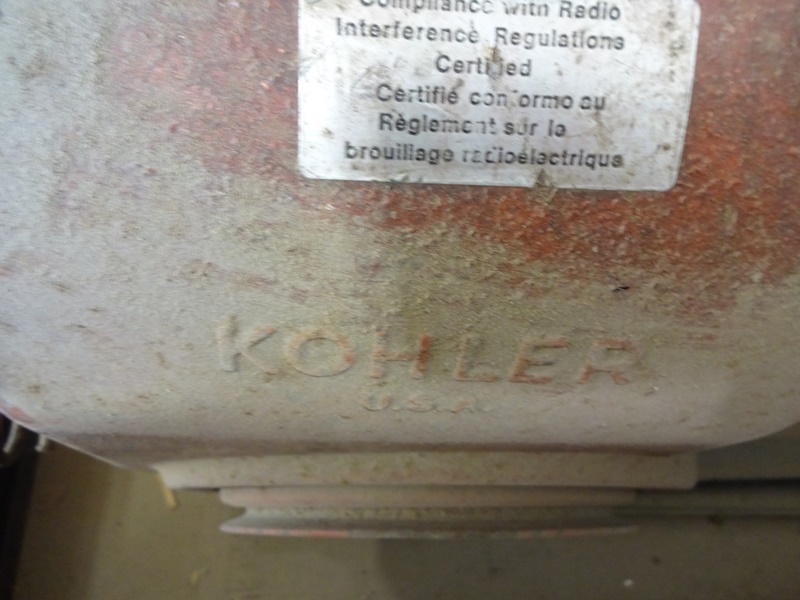 Compliance with Radio
Interference Regulations
Certified
Certifié conforme au
Règlement sur le
brouillage radioélectrique
KOHLER
U.S.A.